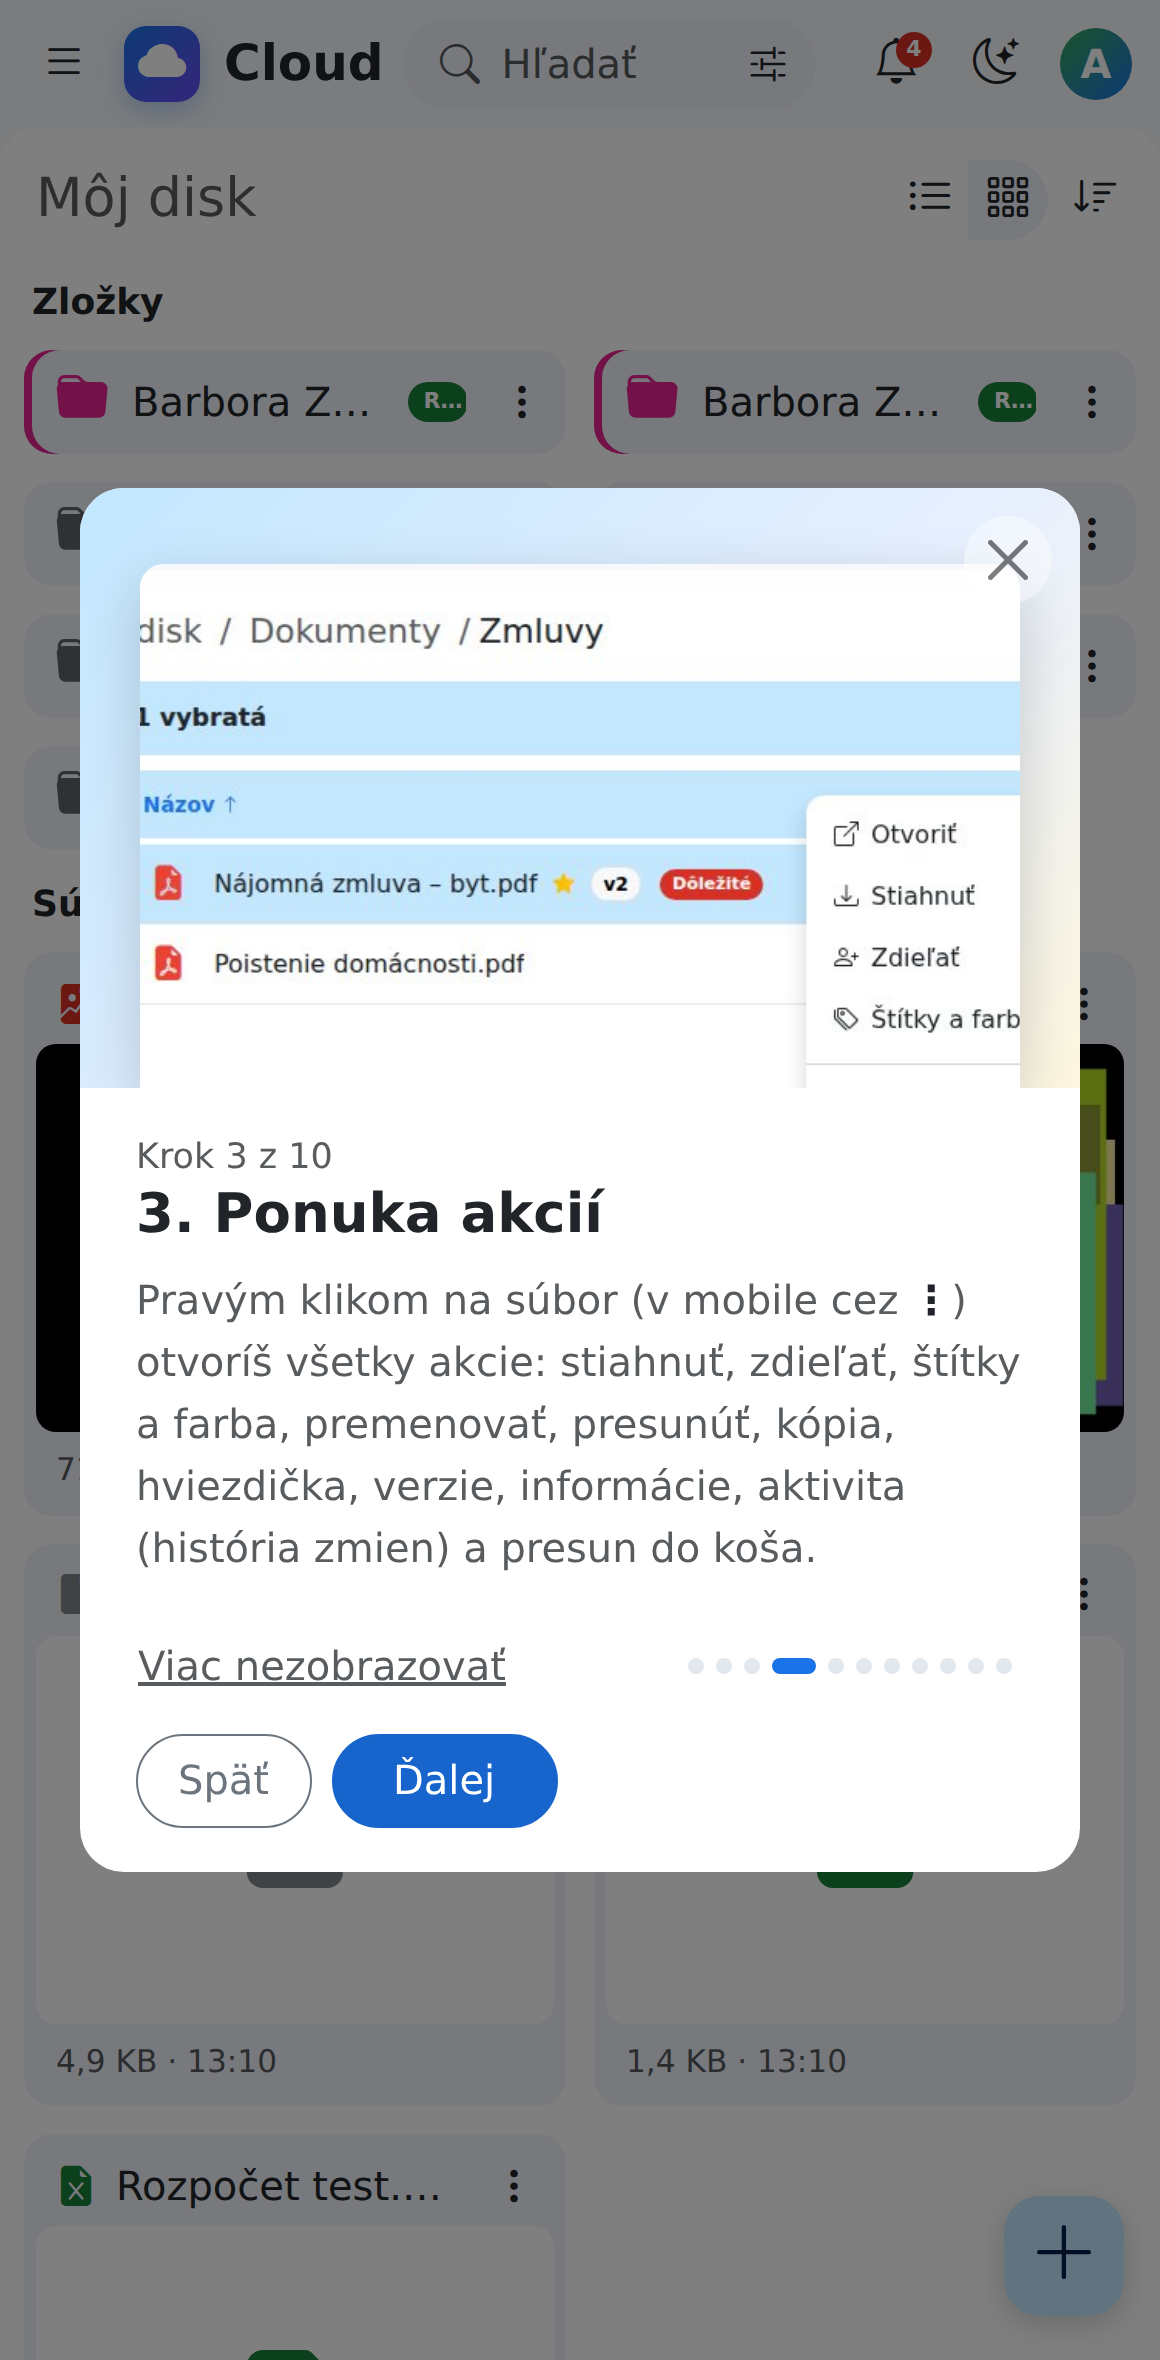 Cloud
Hľadať
4
A
Môj disk
Zložky
Barbora Z... R...
Barbora Z... R...
disk / Dokumenty / Zmluvy
1 vybratá
Názov ↑
Nájomná zmluva – byt.pdf v2 Dôležité
Poistenie domácnosti.pdf
Otvoriť
Stiahnuť
Zdieľať
Štítky a farb
Krok 3 z 10
3. Ponuka akcií
Pravým klikom na súbor (v mobile cez ⋮)
otvoríš všetky akcie: stiahnuť, zdieľať, štítky
a farba, premenovať, presunúť, kópia,
hviezdička, verzie, informácie, aktivita
(história zmien) a presun do koša.
Viac nezobrazovať
Späť
Ďalej
4,9 KB · 13:10
1,4 KB · 13:10
Rozpočet test....